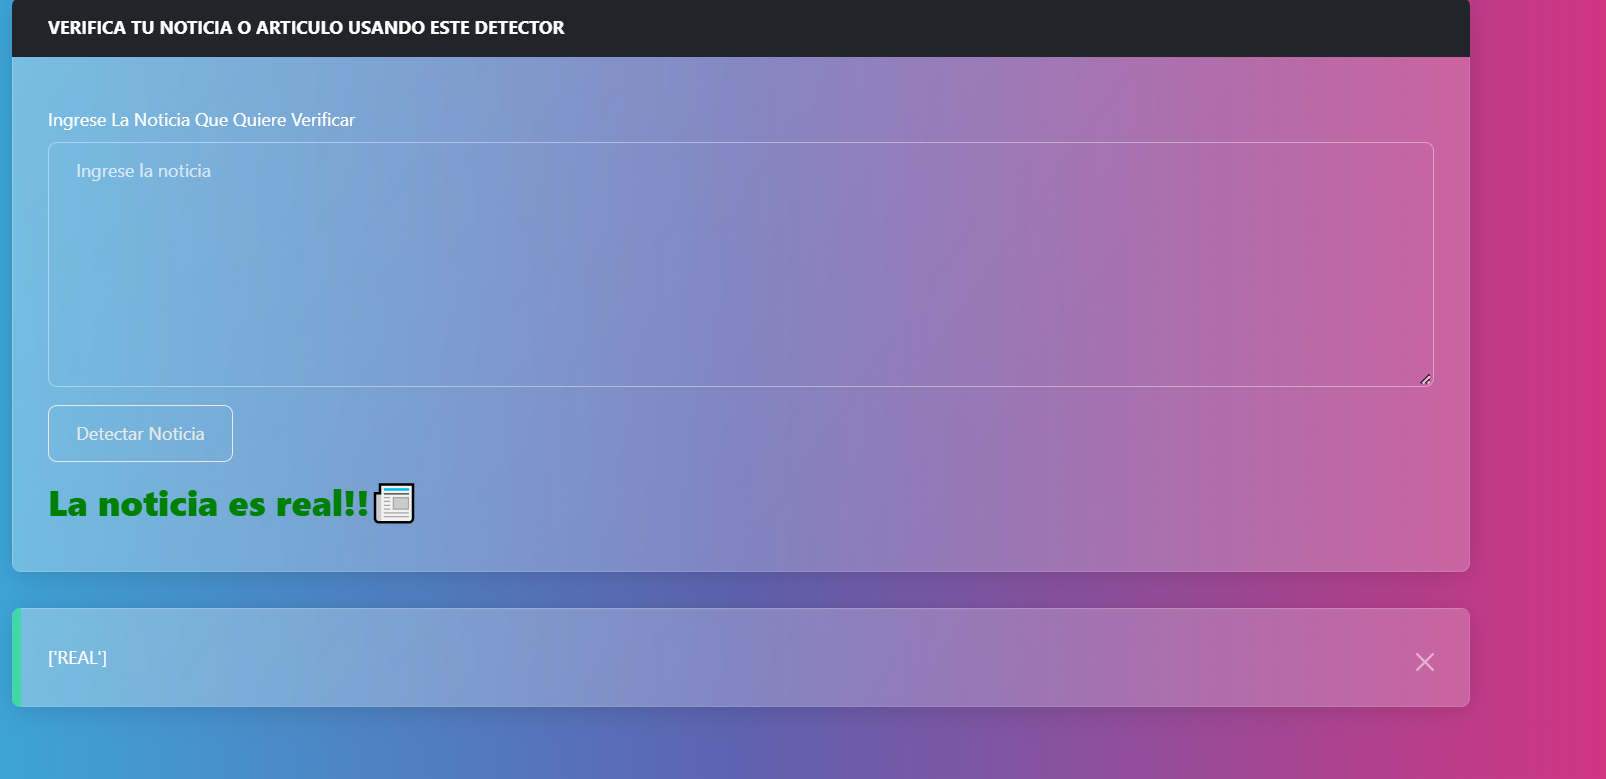 VERIFICA TU NOTICIA O ARTICULO USANDO ESTE DETECTOR
Ingrese La Noticia Que Quiere Verificar
Ingrese la noticia
Detectar Noticia
La noticia es real!!
['REAL']